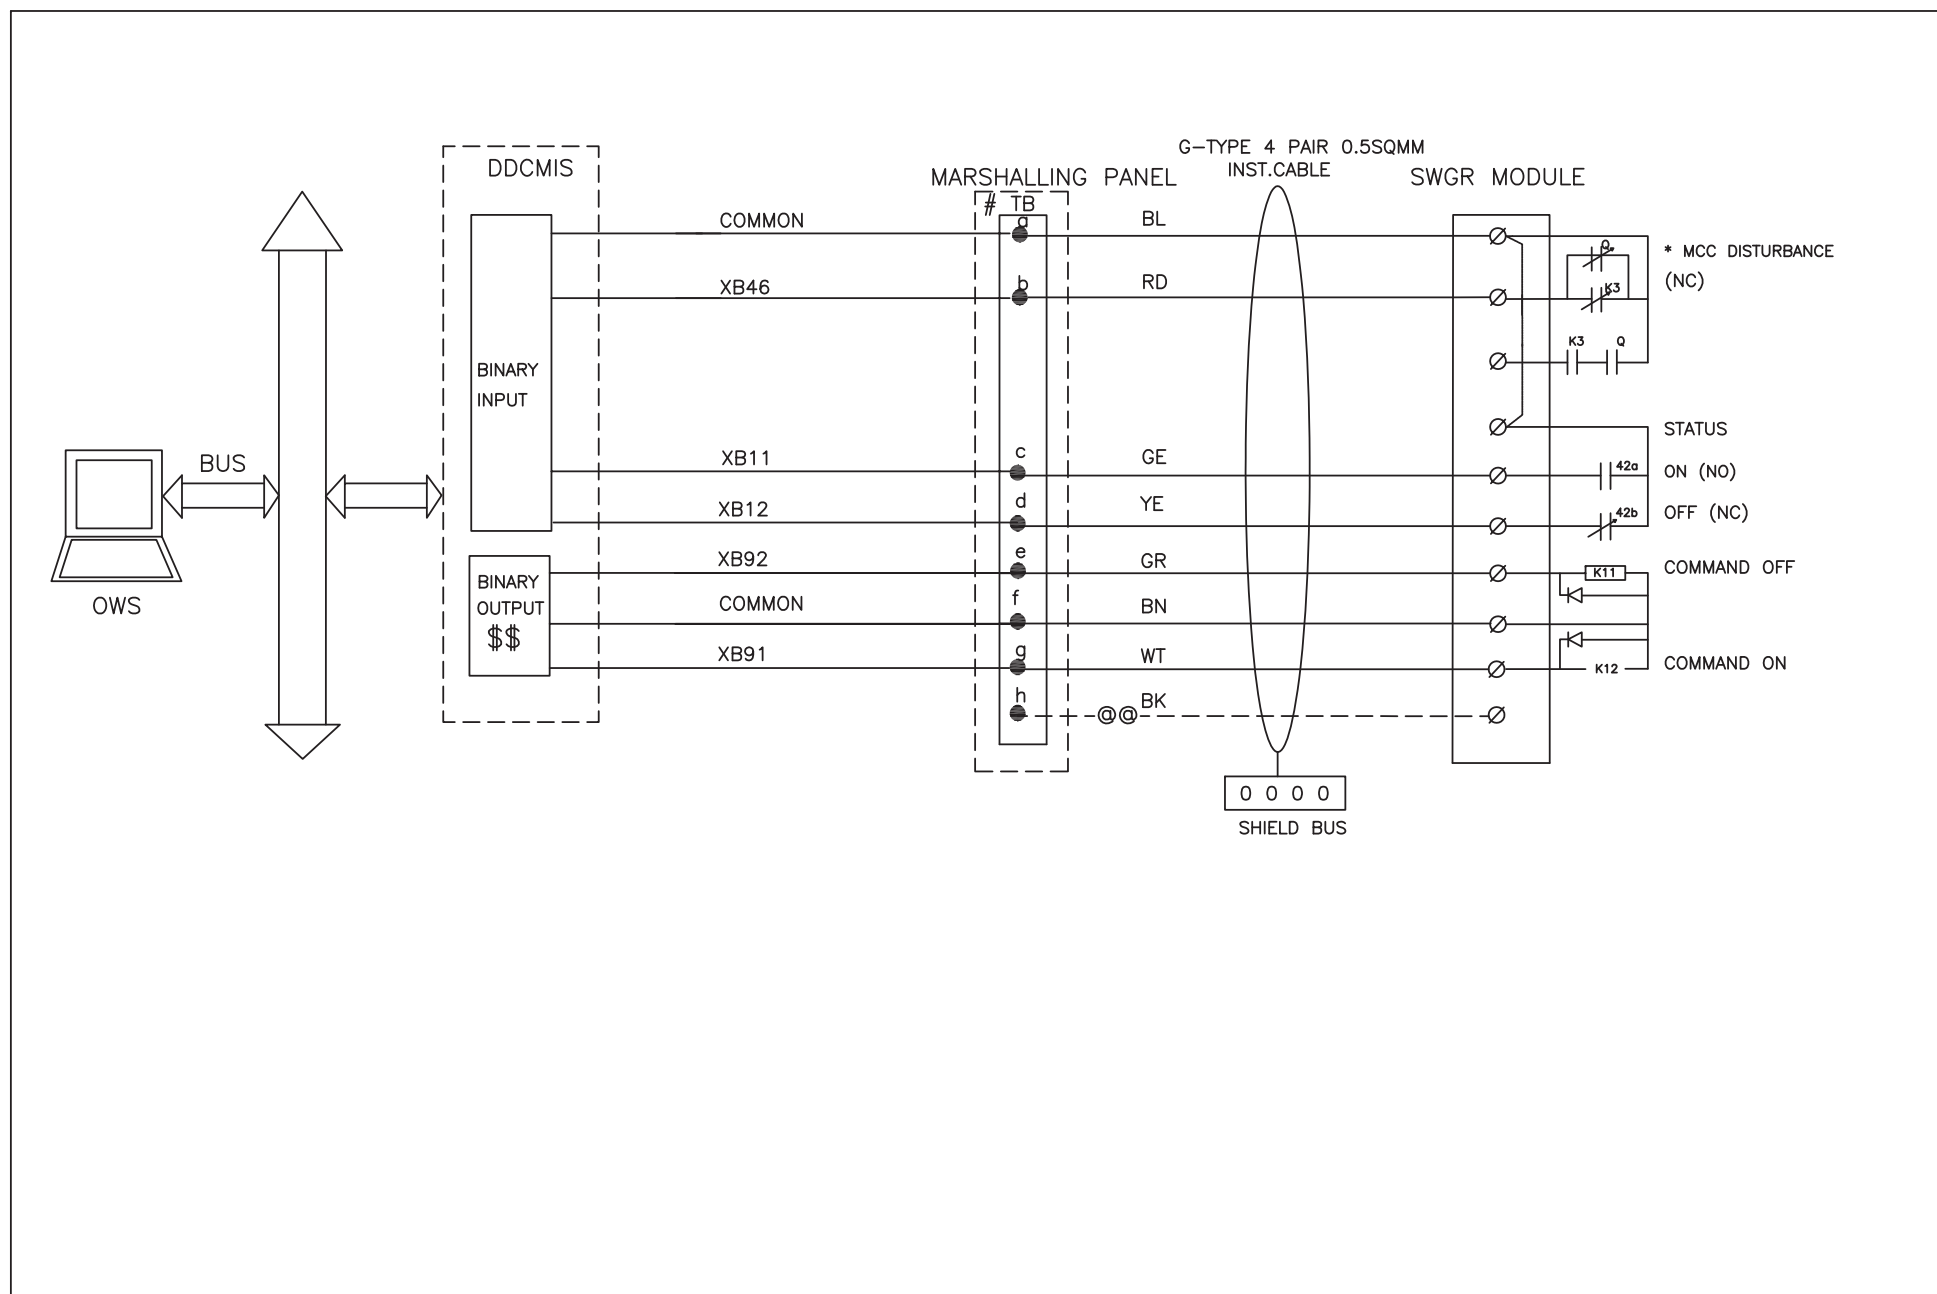 G-TYPE 4 PAIR 0.5SQMM
INST.CABLE
DDCMIS
MARSHALLING PANEL
SWGR MODULE
# TB
COMMON
a
BL
Q
* MCC DISTURBANCE
(NC)
XB46
b
RD
K3
K3
Q
BINARY
INPUT
STATUS
XB11
c
GE
42a
ON (NO)
BUS
XB12
d
YE
42b
OFF (NC)
XB92
e
GR
K11
COMMAND OFF
BINARY
OUTPUT
$$
COMMON
f
BN
OWS
XB91
g
WT
K12
COMMAND ON
h
@@
BK
0 0 0 0
SHIELD BUS